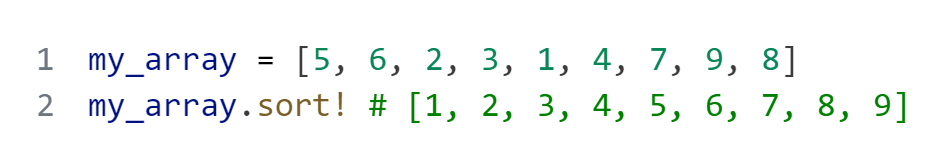 1 my_array = [5, 6, 2, 3, 1, 4, 7, 9, 8]
2 my_array.sort! # [1, 2, 3, 4, 5, 6, 7, 8, 9]